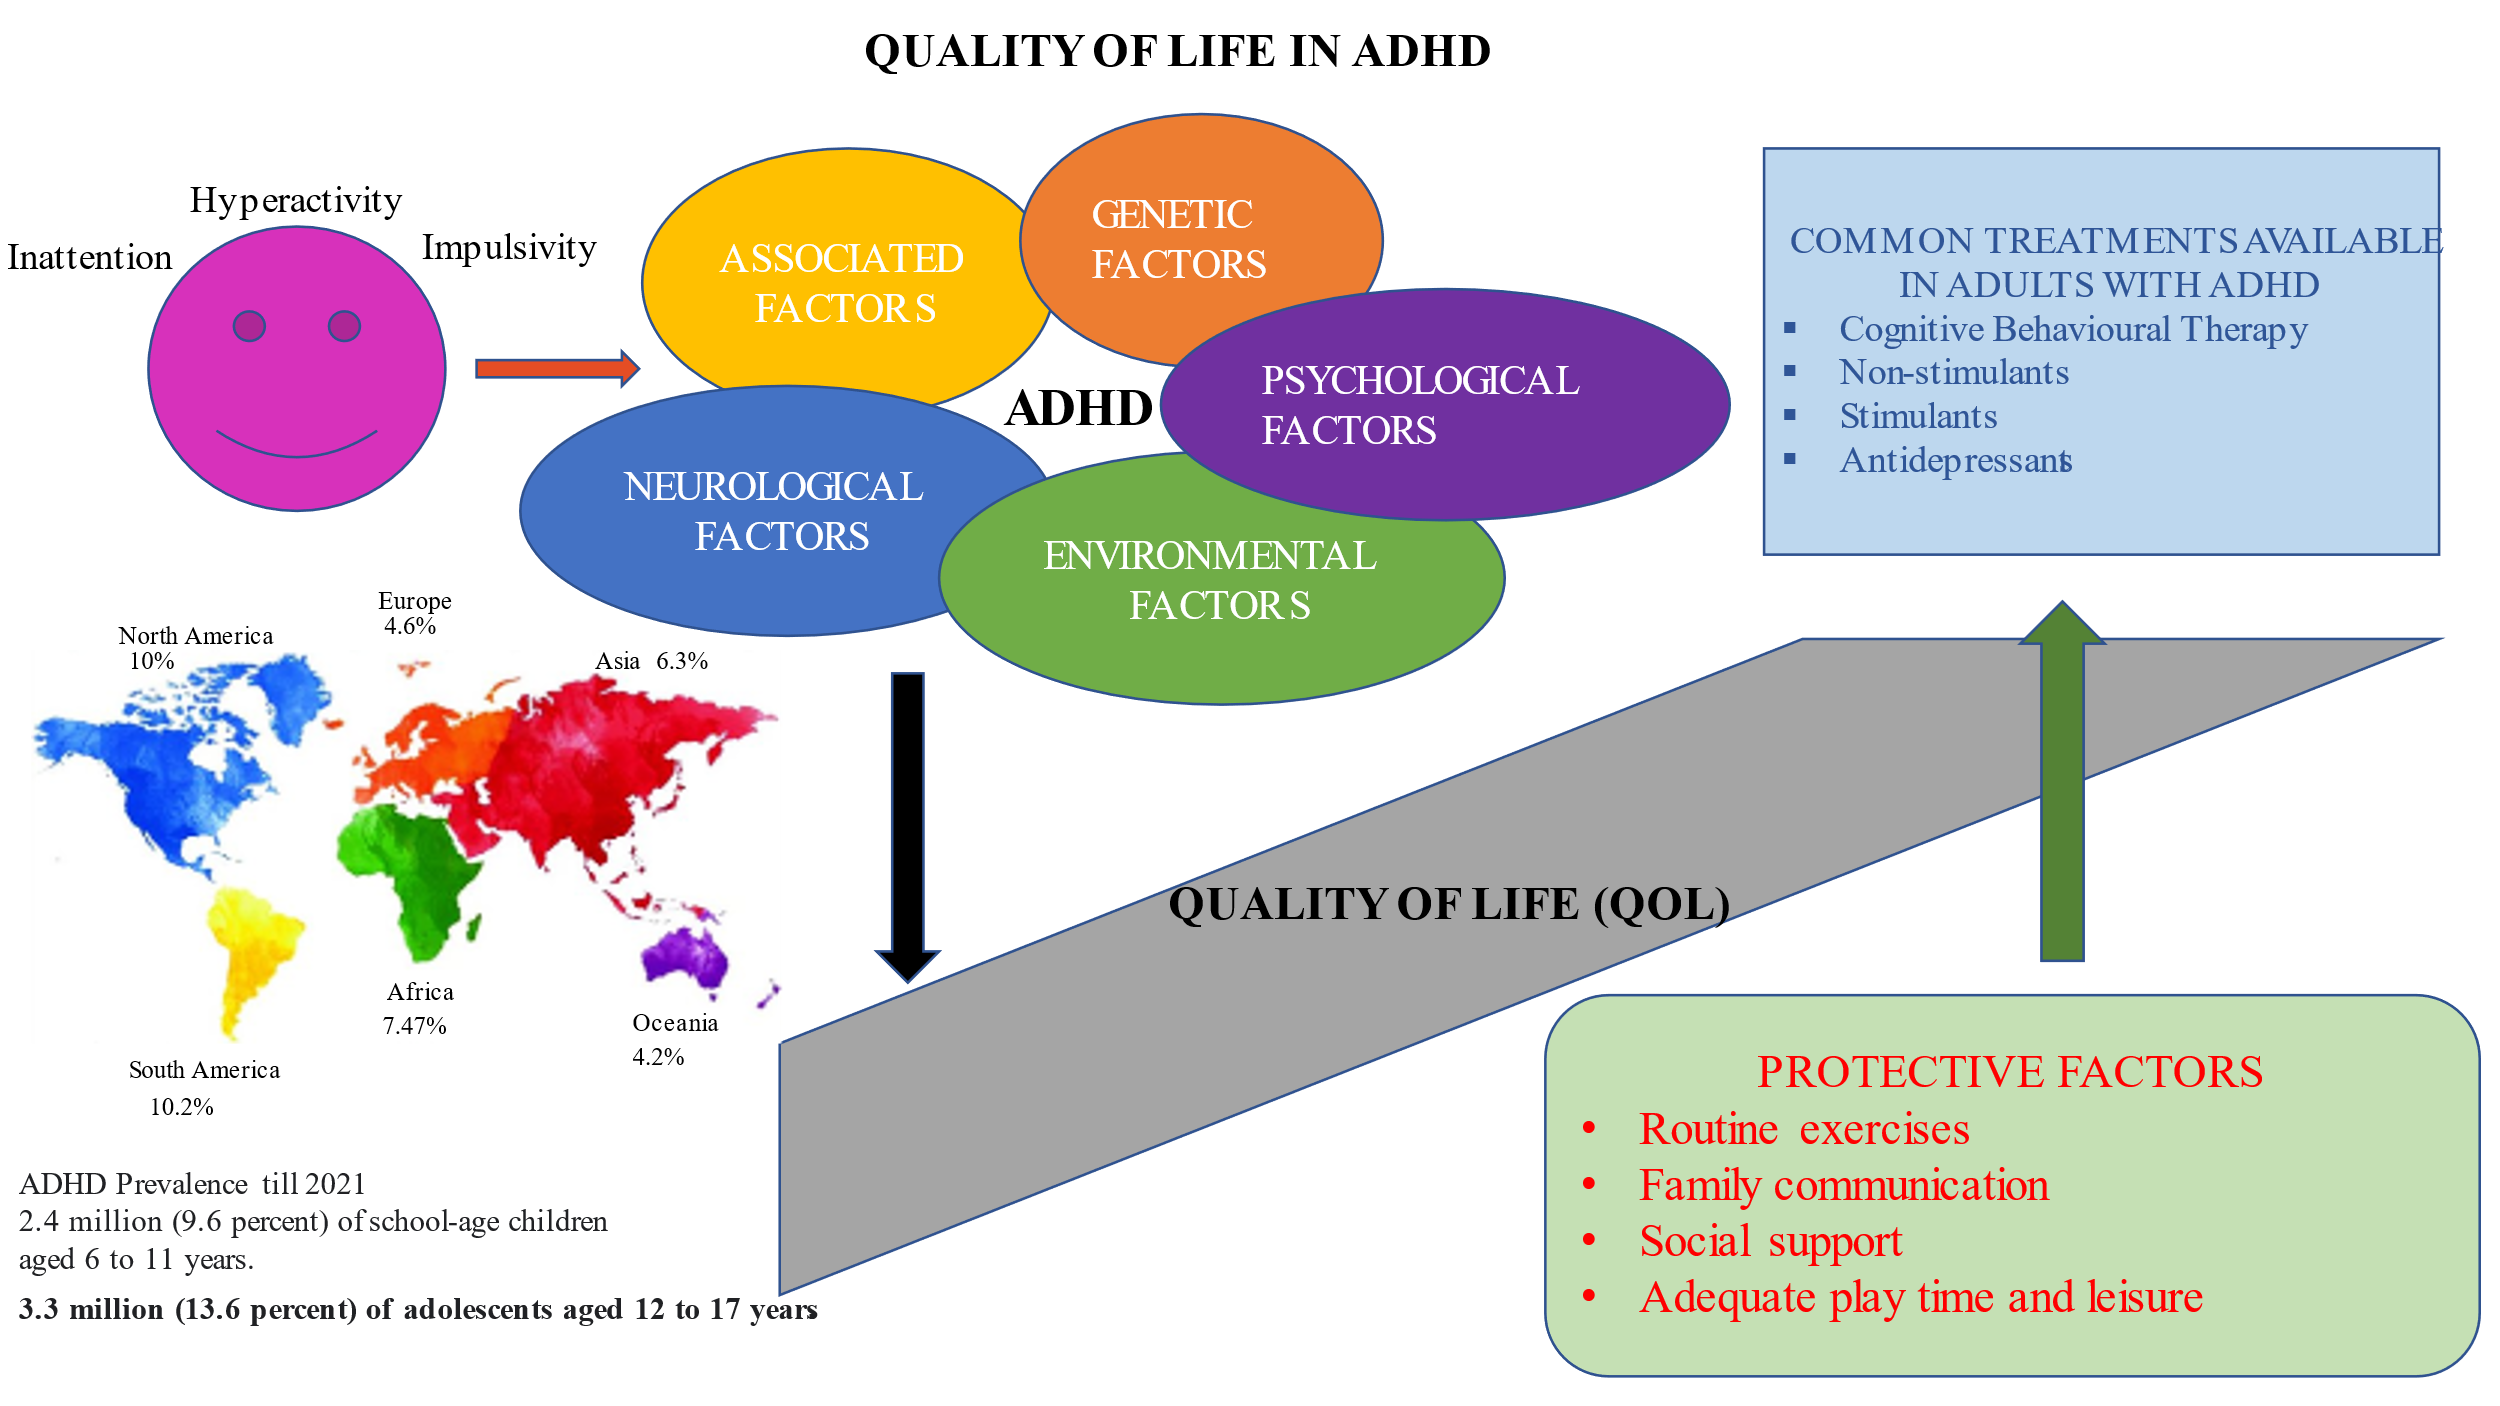 QUALITY OF LIFE IN ADHD
Hyperactivity
Inattention
Impulsivity
ASSOCIATED
FACTORS
GENETIC
FACTORS
PSYCHOLOGICAL
FACTORS
ADHD
NEUROLOGICAL
FACTORS
ENVIRONMENTAL
FACTORS
COMMON TREATMENTS AVAILABLE
IN ADULTS WITH ADHD
▪ Cognitive Behavioural Therapy
▪ Non-stimulants
▪ Stimulants
▪ Antidepressants
North America
10%
Europe
4.6%
Asia 6.3%
Africa
7.47%
Oceania
4.2%
South America
10.2%
ADHD Prevalence till 2021
2.4 million (9.6 percent) of school-age children
aged 6 to 11 years.
3.3 million (13.6 percent) of adolescents aged 12 to 17 years
QUALITY OF LIFE (QOL)
PROTECTIVE FACTORS
• Routine exercises
• Family communication
• Social support
• Adequate play time and leisure